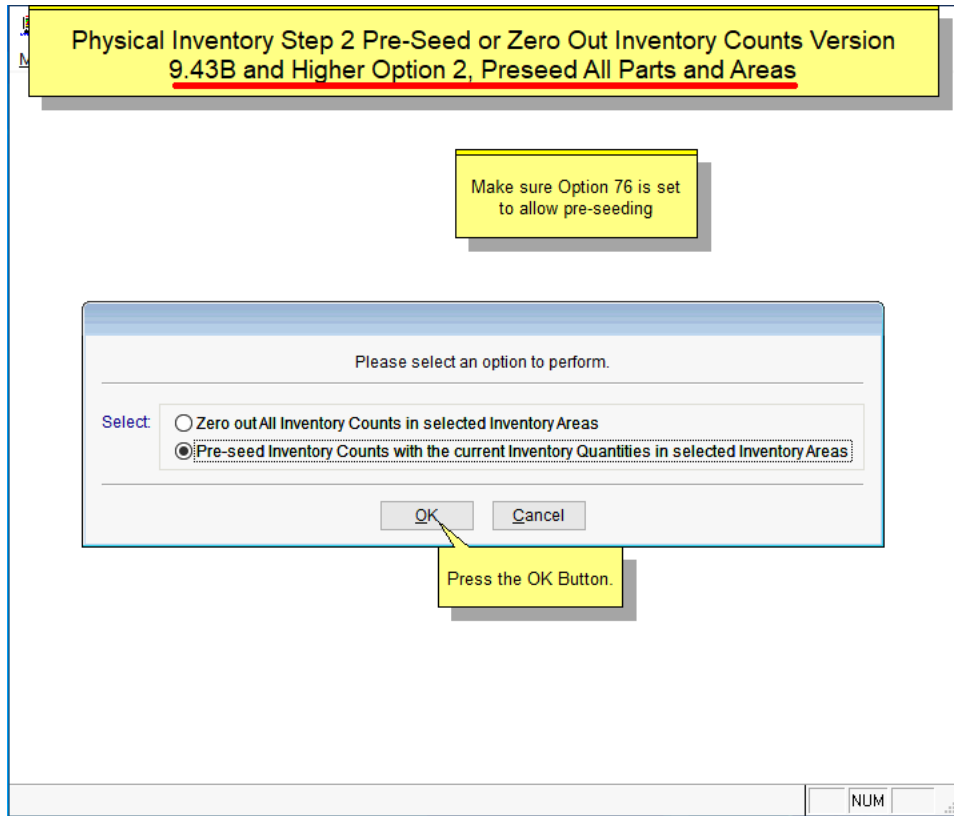 Physical Inventory Step 2 Pre-Seed or Zero Out Inventory Counts Version
9.43B and Higher Option 2, Preseed All Parts and Areas
M
Make sure Option 76 is set
to allow pre-seeding
Please select an option to perform.
Select: Zero out All Inventory Counts in selected Inventory Areas
Pre-seed Inventory Counts with the current Inventory Quantities in selected Inventory Areas
OK Cancel
Press the OK Button.
NUM